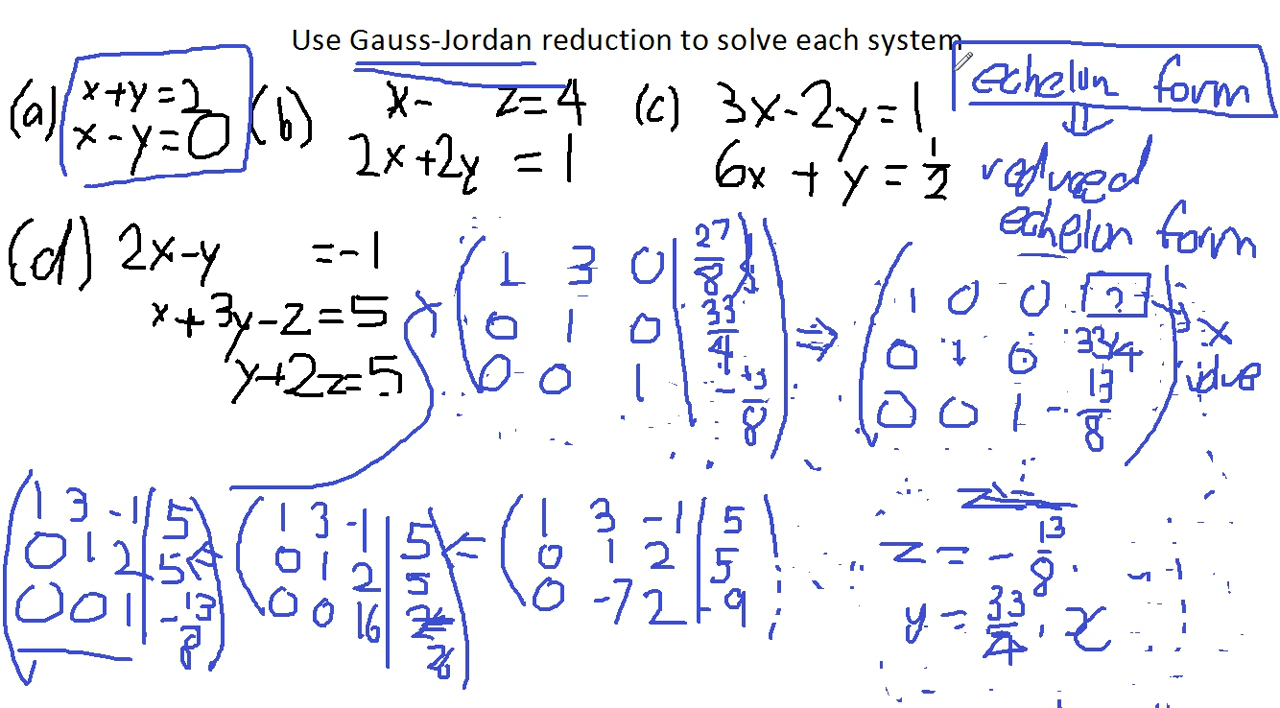 Use Gauss-Jordan reduction to solve each system
(a) x+y=2
x-y=0
(b) x- z=4
2x+2y =1
(c) 3x-2y=1
6x + y = 1/2
echelon form
⇓
reduced
echelon form
(d) 2x-y =-1
x+3y-z=5
y+2z=5
1 3 0 | 27/8
0 1 0 | 33/4
0 0 1 | -13/8
⇒
1 0 0 ? → x
0 1 0 33/4 value
0 0 1 -13/8
1 3 -1 | 5
0 1 2 | 5
0 0 1 | -13/8
⇐
1 3 -1 | 5
0 1 2 | 5
0 0 16 | 26
⇐
1 3 -1 | 5
0 1 2 | 5
0 -7 2 | -9
z = -13/8.
y = 33/4. x